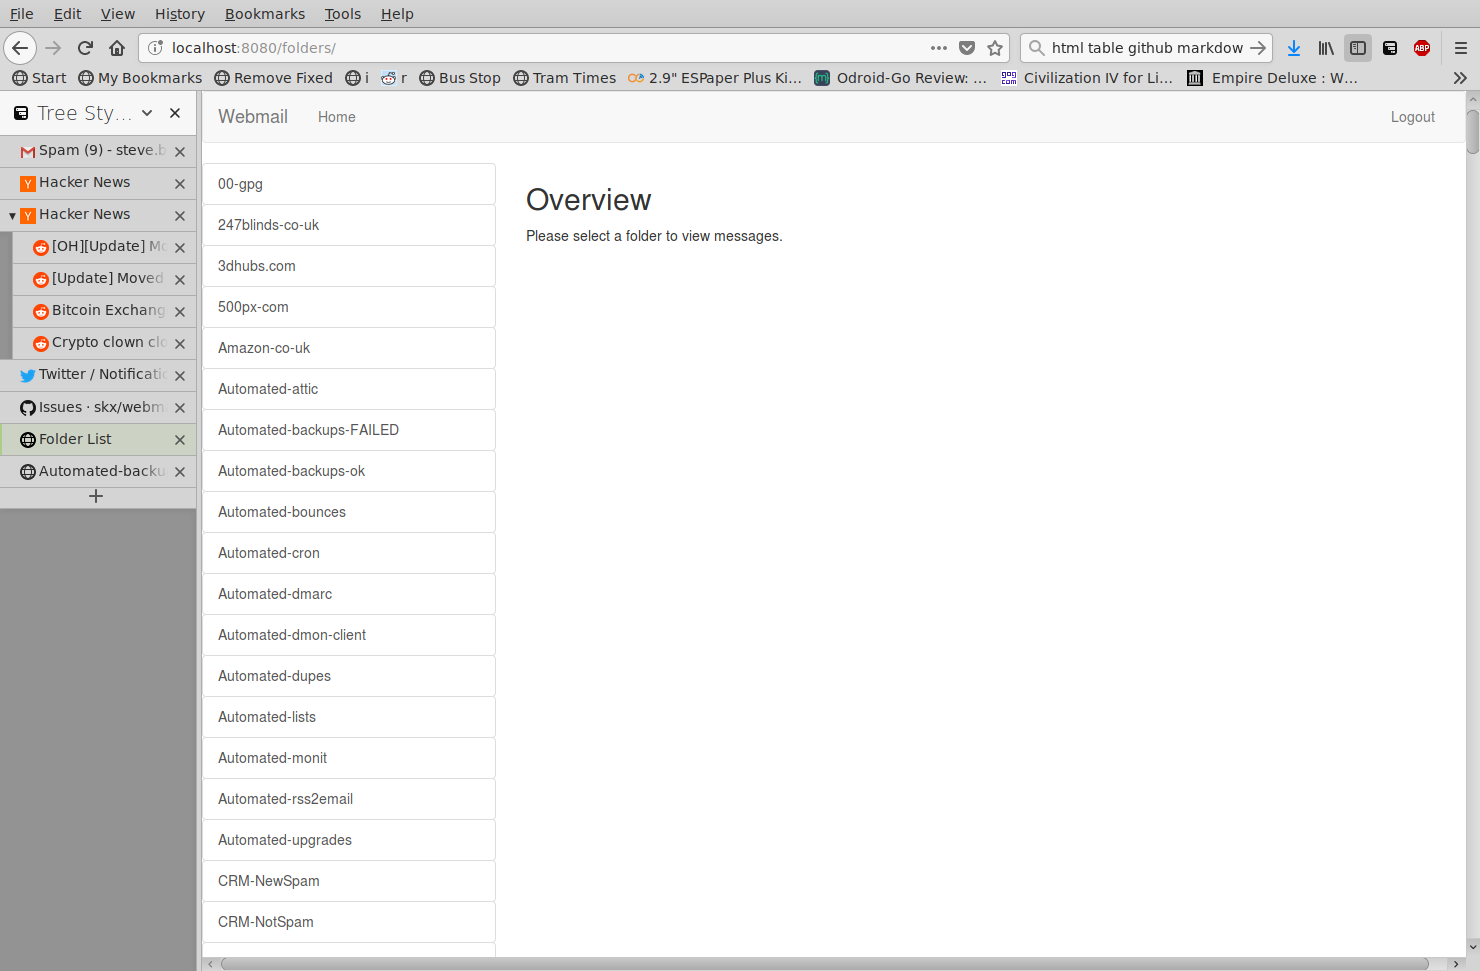 File Edit View History Bookmarks Tools Help
localhost:8080/folders/
html table github markdow
ABP
Start My Bookmarks Remove Fixed i r Bus Stop Tram Times 2.9" ESPaper Plus Ki... Odroid-Go Review: ... Civilization IV for Li... Empire Deluxe : W...
Tree Sty...
Spam (9) - steve.b
Hacker News
Hacker News
[OH][Update] Mo
[Update] Moved
Bitcoin Exchang
Crypto clown clo
Twitter / Notificatio
Issues · skx/webm
Folder List
Automated-backu
Webmail Home Logout
00-gpg
247blinds-co-uk
3dhubs.com
500px-com
Amazon-co-uk
Automated-attic
Automated-backups-FAILED
Automated-backups-ok
Automated-bounces
Automated-cron
Automated-dmarc
Automated-dmon-client
Automated-dupes
Automated-lists
Automated-monit
Automated-rss2email
Automated-upgrades
CRM-NewSpam
CRM-NotSpam
Overview
Please select a folder to view messages.